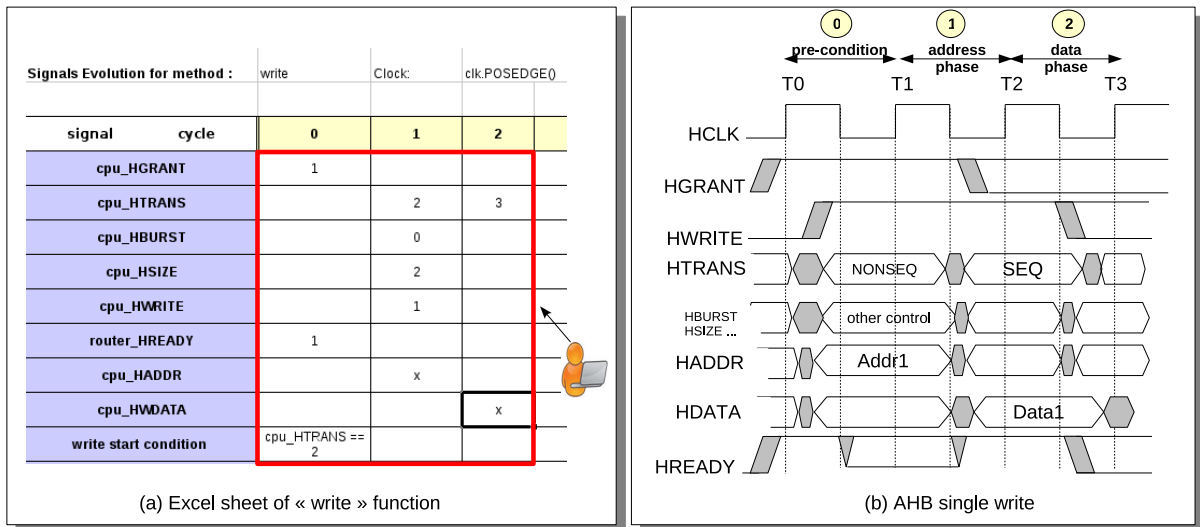 Signals Evolution for method : write Clock: clk.POSEDGE()
signal cycle 0 1 2
cpu_HGRANT 1
cpu_HTRANS 2 3
cpu_HBURST 0
cpu_HSIZE 2
cpu_HWRITE 1
router_HREADY 1
cpu_HADDR x
cpu_HWDATA x
write start condition cpu_HTRANS ==
2
(a) Excel sheet of « write » function
0 1 2
pre-condition address data
phase phase
T0 T1 T2 T3
HCLK
HGRANT
HWRITE
HTRANS NONSEQ SEQ
HBURST other control
HSIZE ...
HADDR Addr1
HDATA Data1
HREADY
(b) AHB single write